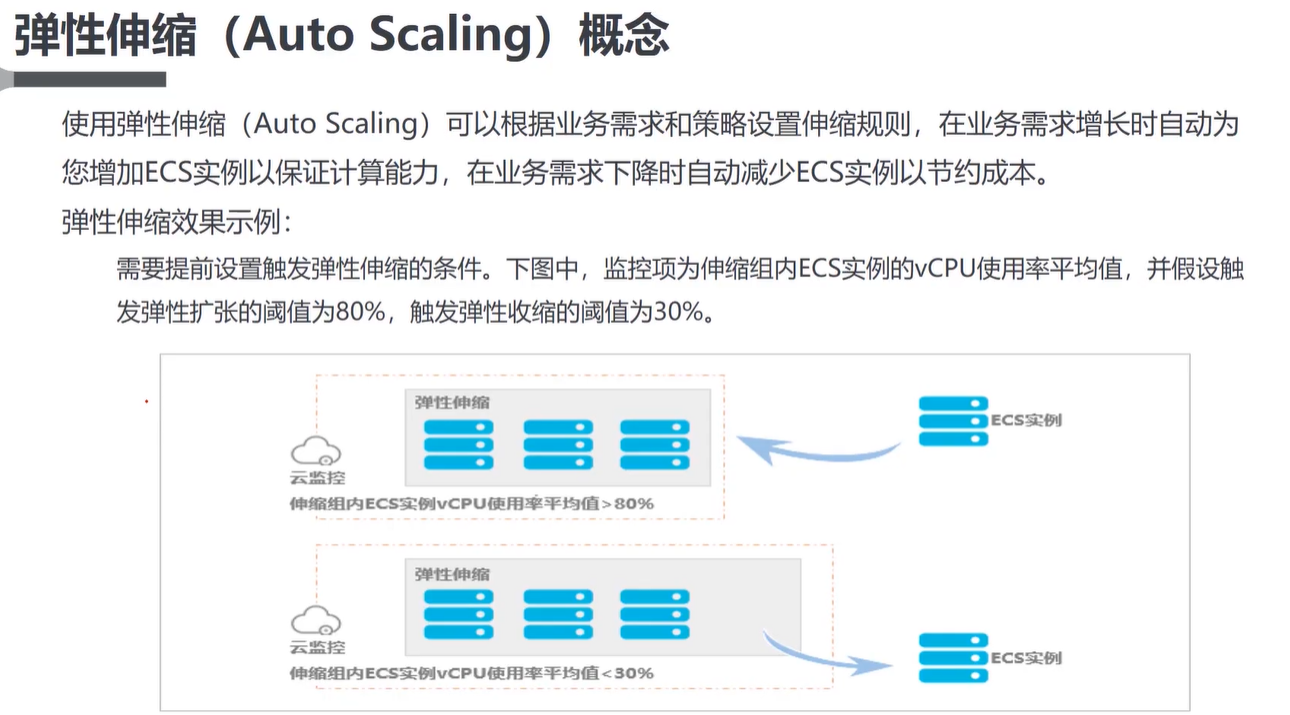 弹性伸缩（Auto Scaling）概念
使用弹性伸缩（Auto Scaling）可以根据业务需求和策略设置伸缩规则，在业务需求增长时自动为
您增加ECS实例以保证计算能力，在业务需求下降时自动减少ECS实例以节约成本。
弹性伸缩效果示例：
需要提前设置触发弹性伸缩的条件。下图中，监控项为伸缩组内ECS实例的vCPU使用率平均值，并假设触
发弹性扩张的阈值为80%，触发弹性收缩的阈值为30%。
弹性伸缩
ECS实例
云监控
伸缩组内ECS实例vCPU使用率平均值>80%
弹性伸缩
云监控
ECS实例
伸缩组内ECS实例vCPU使用率平均值<30%